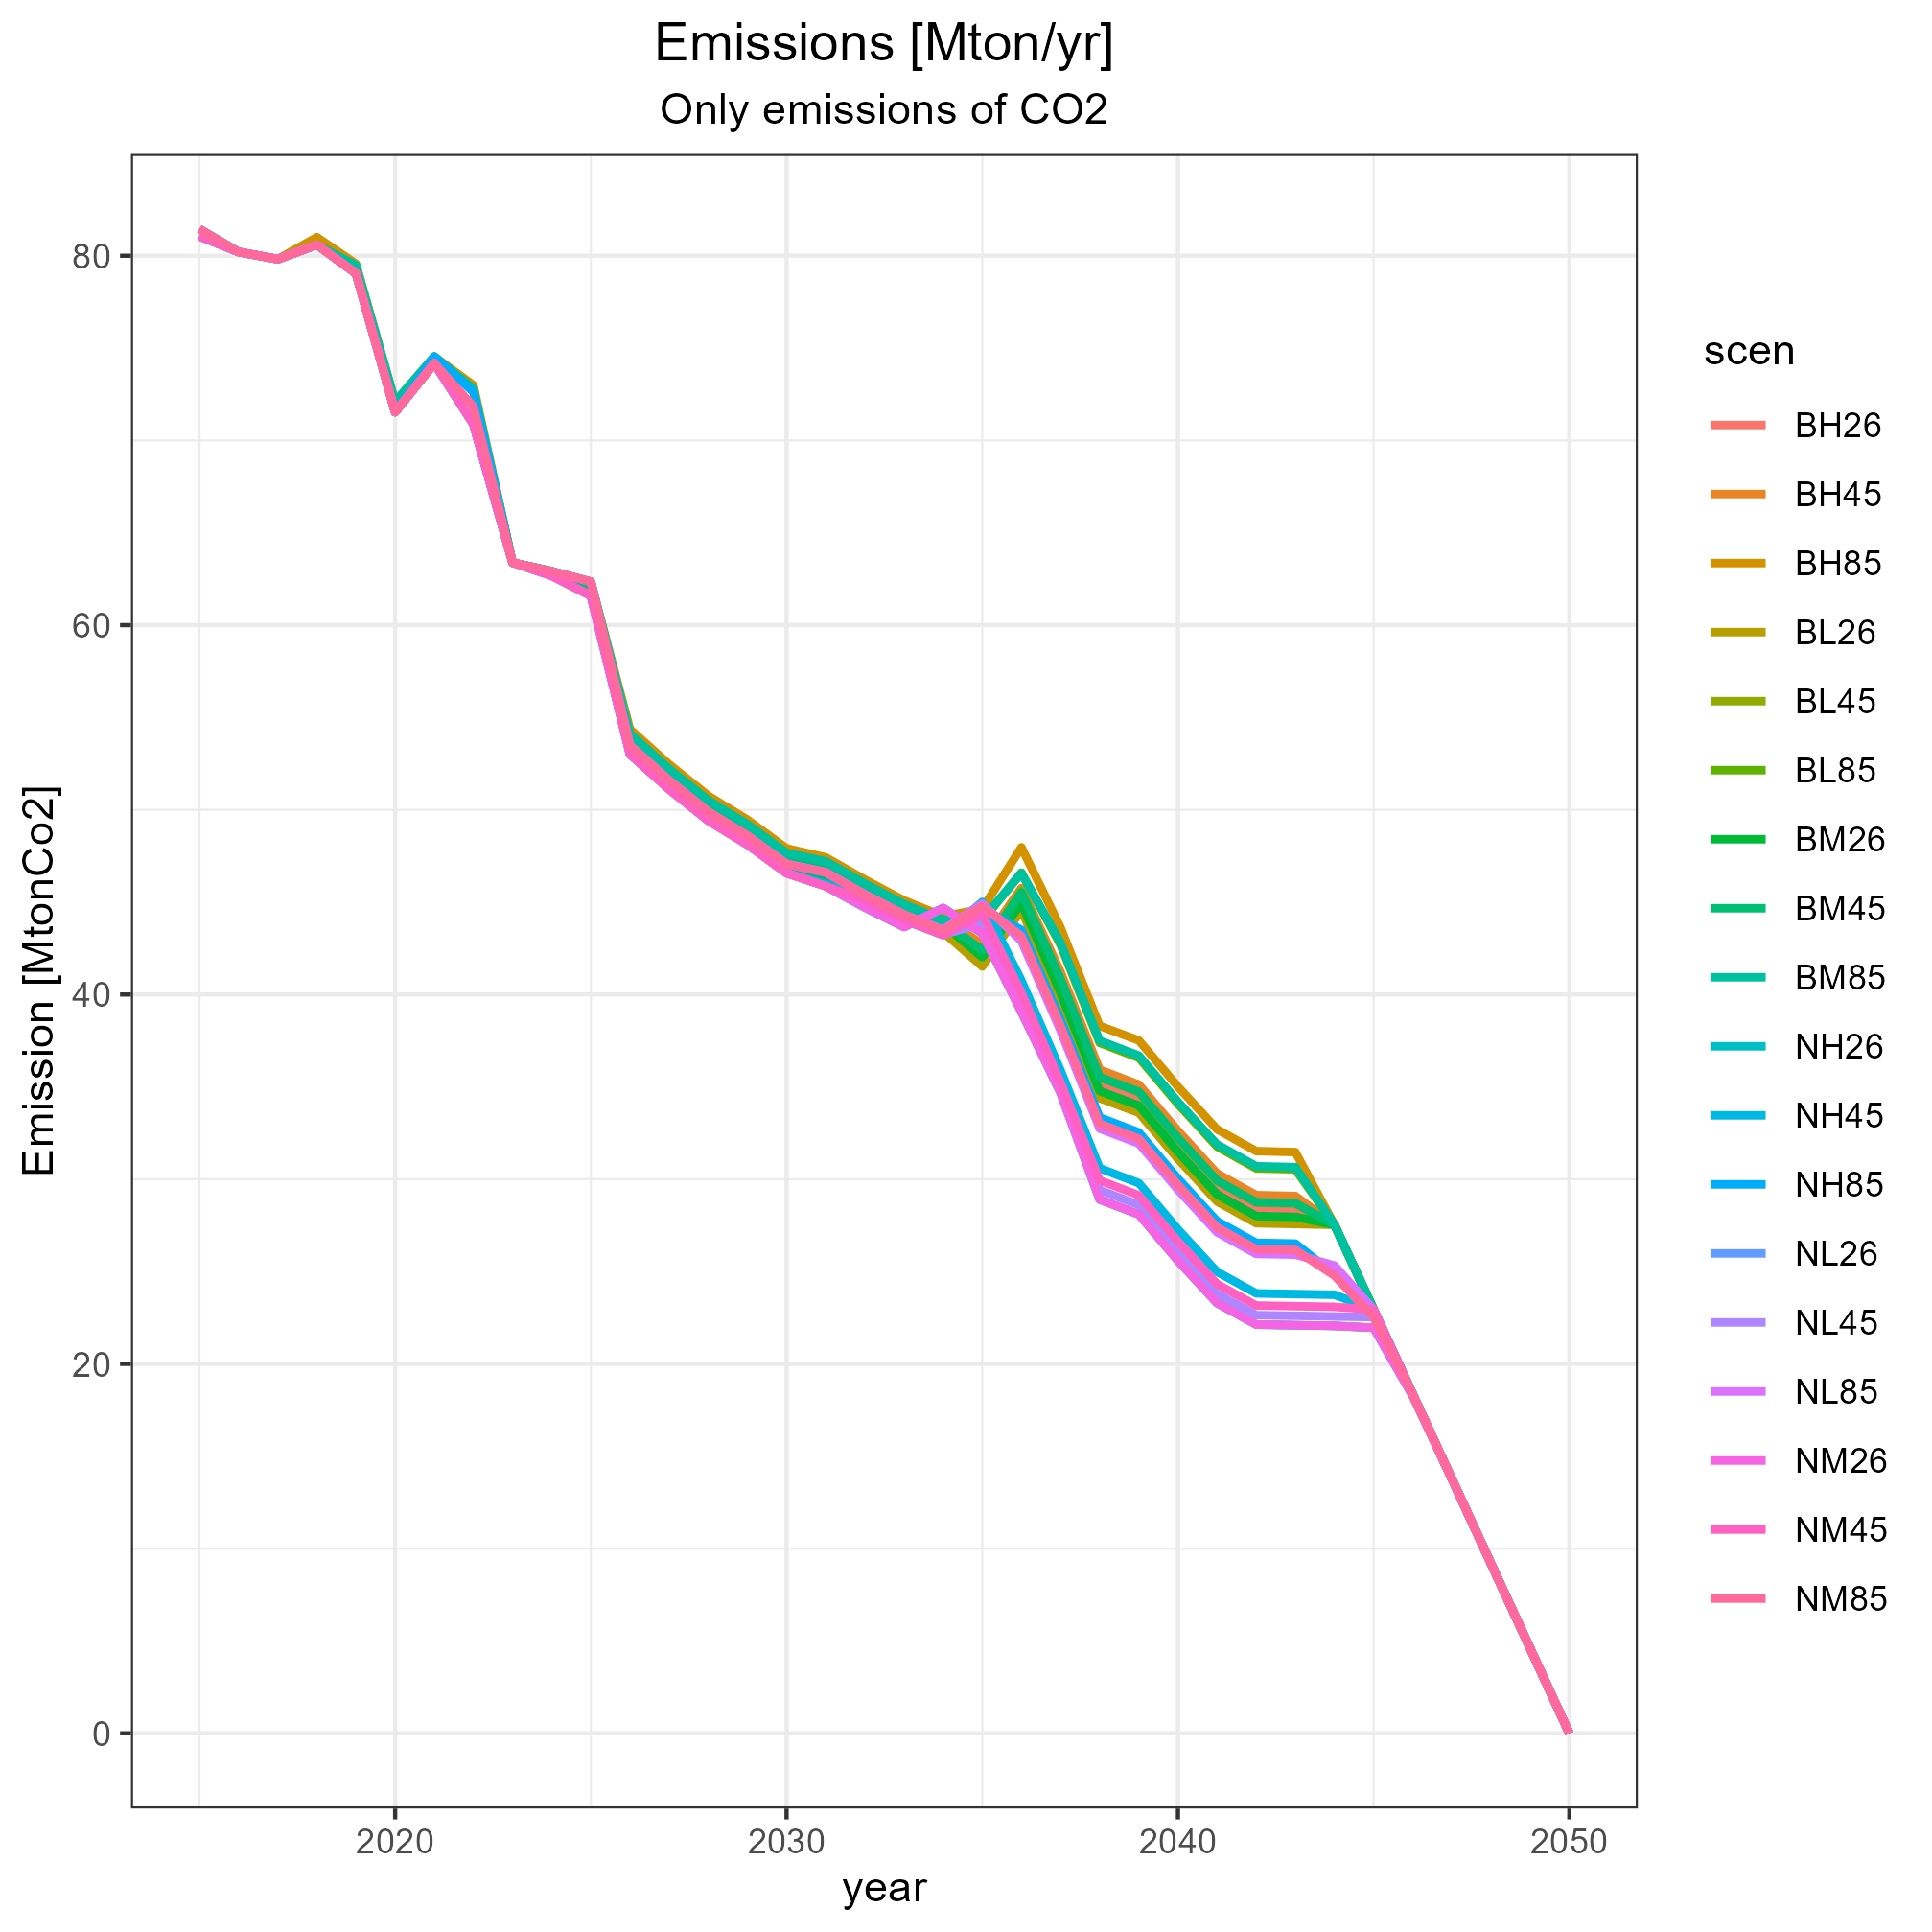 Emissions [Mton/yr]
Only emissions of CO2
Emission [MtonCo2]
80
60
40
20
0
2020
2030
2040
2050
year
scen
BH26
BH45
BH85
BL26
BL45
BL85
BM26
BM45
BM85
NH26
NH45
NH85
NL26
NL45
NL85
NM26
NM45
NM85